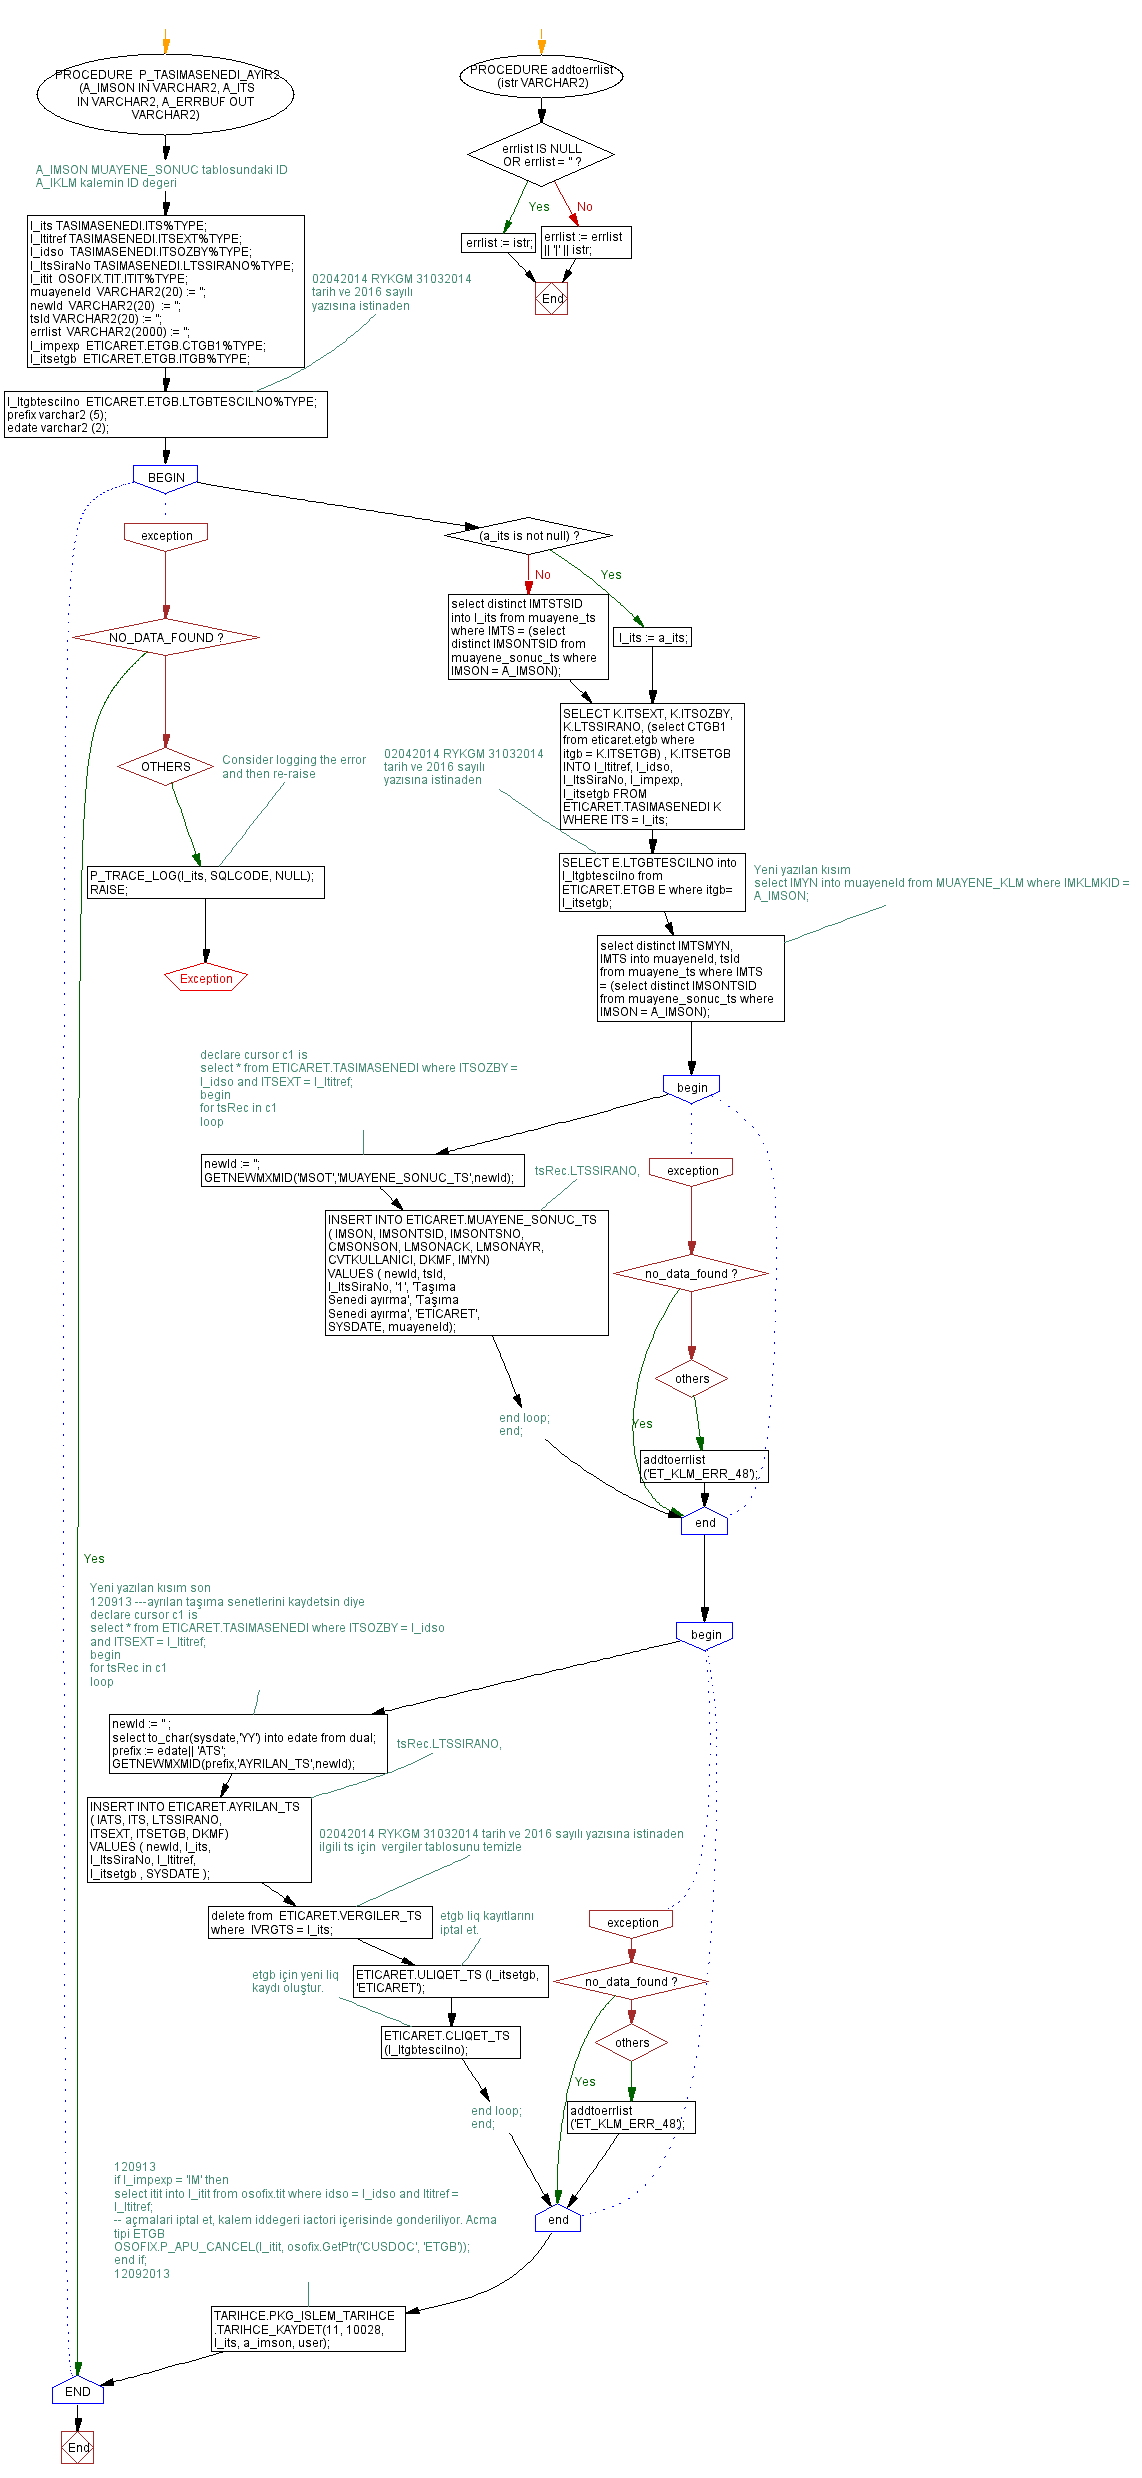 PROCEDURE  P_TASIMASENEDI_AYIR2
(A_IMSON IN VARCHAR2, A_ITS
IN VARCHAR2, A_ERRBUF OUT
VARCHAR2)
A_IMSON MUAYENE_SONUC tablosundaki ID
A_IKLM kalemin ID degeri
l_its TASIMASENEDI.ITS%TYPE;
l_ltitref TASIMASENEDI.ITSEXT%TYPE;
l_idso  TASIMASENEDI.ITSOZBY%TYPE;
l_ltsSiraNo TASIMASENEDI.LTSSIRANO%TYPE;
l_itit  OSOFIX.TIT.ITIT%TYPE;
muayeneId  VARCHAR2(20) := '';
newId  VARCHAR2(20)  := '';
tsId VARCHAR2(20) := '';
errlist  VARCHAR2(2000) := '';
l_impexp  ETICARET.ETGB.CTGB1%TYPE;
l_itsetgb  ETICARET.ETGB.ITGB%TYPE;
02042014 RYKGM 31032014
tarih ve 2016 sayılı
yazısına istinaden
l_ltgbtescilno  ETICARET.ETGB.LTGBTESCILNO%TYPE;
prefix varchar2 (5);
edate varchar2 (2);
BEGIN
exception
NO_DATA_FOUND ?
OTHERS
Consider logging the error
and then re-raise
P_TRACE_LOG(l_its, SQLCODE, NULL);
RAISE;
Exception
PROCEDURE addtoerrlist
(istr VARCHAR2)
errlist IS NULL
OR errlist = '' ?
Yes
No
errlist := istr;
errlist := errlist
|| '|' || istr;
End
(a_its is not null) ?
No
Yes
select distinct IMTSTSID
into l_its from muayene_ts
where IMTS = (select
distinct IMSONTSID from
muayene_sonuc_ts where
IMSON = A_IMSON);
l_its := a_its;
SELECT K.ITSEXT, K.ITSOZBY,
K.LTSSIRANO, (select CTGB1
from eticaret.etgb where
itgb = K.ITSETGB) , K.ITSETGB
INTO l_ltitref, l_idso,
l_ltsSiraNo, l_impexp,
l_itsetgb FROM
ETICARET.TASIMASENEDI K
WHERE ITS = l_its;
02042014 RYKGM 31032014
tarih ve 2016 sayılı
yazısına istinaden
SELECT E.LTGBTESCILNO into
l_ltgbtescilno from
ETICARET.ETGB E where itgb=
l_itsetgb;
Yeni yazılan kısım
select IMYN into muayeneId from MUAYENE_KLM where IMKLMKID =
A_IMSON;
select distinct IMTSMYN,
IMTS into muayeneId, tsId
from muayene_ts where IMTS
= (select distinct IMSONTSID
from muayene_sonuc_ts where
IMSON = A_IMSON);
declare cursor c1 is
select * from ETICARET.TASIMASENEDI where ITSOZBY =
l_idso and ITSEXT = l_ltitref;
begin
for tsRec in c1
loop
begin
newId := '';
GETNEWMXMID('MSOT','MUAYENE_SONUC_TS',newId);
tsRec.LTSSIRANO,
exception
INSERT INTO ETICARET.MUAYENE_SONUC_TS
( IMSON, IMSONTSID, IMSONTSNO,
CMSONSON, LMSONACK, LMSONAYR,
CVTKULLANICI, DKMF, IMYN)
VALUES ( newId, tsId,
l_ltsSiraNo, '1', 'Taşıma
Senedi ayırma', 'Taşıma
Senedi ayırma', 'ETICARET',
SYSDATE, muayeneId);
no_data_found ?
others
end loop;
end;
Yes
addtoerrlist
('ET_KLM_ERR_48');
end
Yes
Yeni yazılan kısım son
120913 ---ayrılan taşıma senetlerini kaydetsin diye
declare cursor c1 is
select * from ETICARET.TASIMASENEDI where ITSOZBY = l_idso
and ITSEXT = l_ltitref;
begin
for tsRec in c1
loop
begin
newId := '' ;
select to_char(sysdate,'YY') into edate from dual;
prefix := edate|| 'ATS';
GETNEWMXMID(prefix,'AYRILAN_TS',newId);
tsRec.LTSSIRANO,
INSERT INTO ETICARET.AYRILAN_TS
( IATS, ITS, LTSSIRANO,
ITSEXT, ITSETGB, DKMF)
VALUES ( newId, l_its,
l_ltsSiraNo, l_ltitref,
l_itsetgb , SYSDATE );
02042014 RYKGM 31032014 tarih ve 2016 sayılı yazısına istinaden
ilgili ts için  vergiler tablosunu temizle
delete from  ETICARET.VERGILER_TS
where  IVRGTS = l_its;
etgb liq kayıtlarını
iptal et.
exception
etgb için yeni liq
kaydı oluştur.
ETICARET.ULIQET_TS (l_itsetgb,
'ETICARET');
no_data_found ?
ETICARET.CLIQET_TS
(l_ltgbtescilno);
others
end loop;
end;
Yes
addtoerrlist
('ET_KLM_ERR_48');
120913
if l_impexp = 'IM' then
select itit into l_itit from osofix.tit where idso = l_idso and ltitref =
l_ltitref;
-- açmalari iptal et, kalem iddegeri iactori içerisinde gonderiliyor. Acma
tipi ETGB
OSOFIX.P_APU_CANCEL(l_itit, osofix.GetPtr('CUSDOC', 'ETGB'));
end if;
12092013
end
TARIHCE.PKG_ISLEM_TARIHCE
.TARIHCE_KAYDET(11, 10028,
l_its, a_imson, user);
END
End